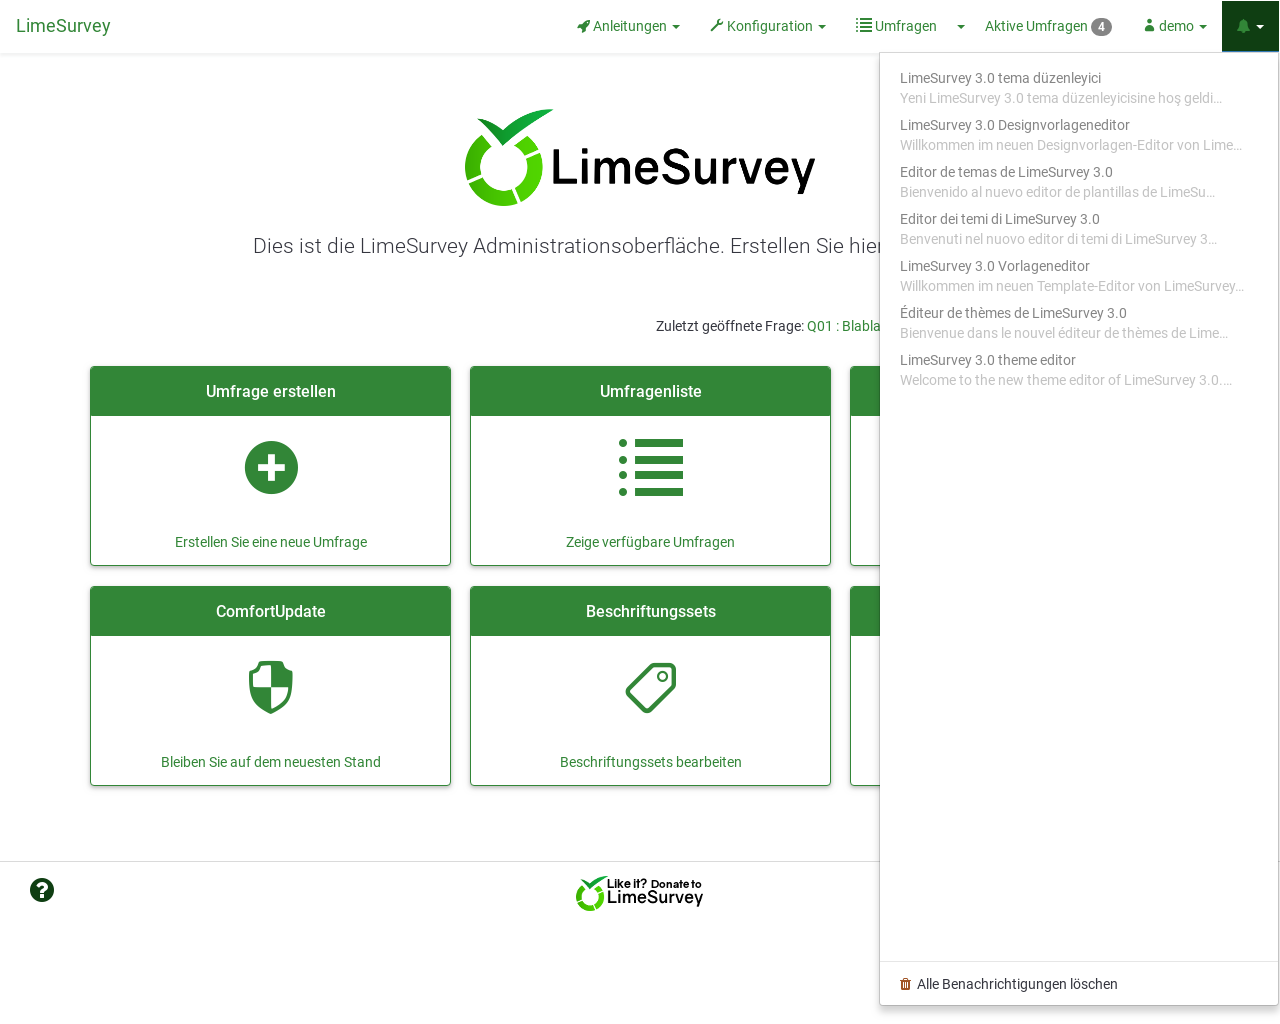 LimeSurvey
Anleitungen
Konfiguration
Umfragen
Aktive Umfragen 4
demo
LimeSurvey
Dies ist die LimeSurvey Administrationsoberfläche. Erstellen Sie hier
Zuletzt geöffnete Frage: Q01 : Blabla
Umfrage erstellen
Erstellen Sie eine neue Umfrage
Umfragenliste
Zeige verfügbare Umfragen
ComfortUpdate
Bleiben Sie auf dem neuesten Stand
Beschriftungssets
Beschriftungssets bearbeiten
LimeSurvey 3.0 tema düzenleyici
Yeni LimeSurvey 3.0 tema düzenleyicisine hoş geldi…
LimeSurvey 3.0 Designvorlageneditor
Willkommen im neuen Designvorlagen-Editor von Lime…
Editor de temas de LimeSurvey 3.0
Bienvenido al nuevo editor de plantillas de LimeSu…
Editor dei temi di LimeSurvey 3.0
Benvenuti nel nuovo editor di temi di LimeSurvey 3…
LimeSurvey 3.0 Vorlageneditor
Willkommen im neuen Template-Editor von LimeSurvey…
Éditeur de thèmes de LimeSurvey 3.0
Bienvenue dans le nouvel éditeur de thèmes de Lime…
LimeSurvey 3.0 theme editor
Welcome to the new theme editor of LimeSurvey 3.0.…
Alle Benachrichtigungen löschen
Like it? Donate to
LimeSurvey